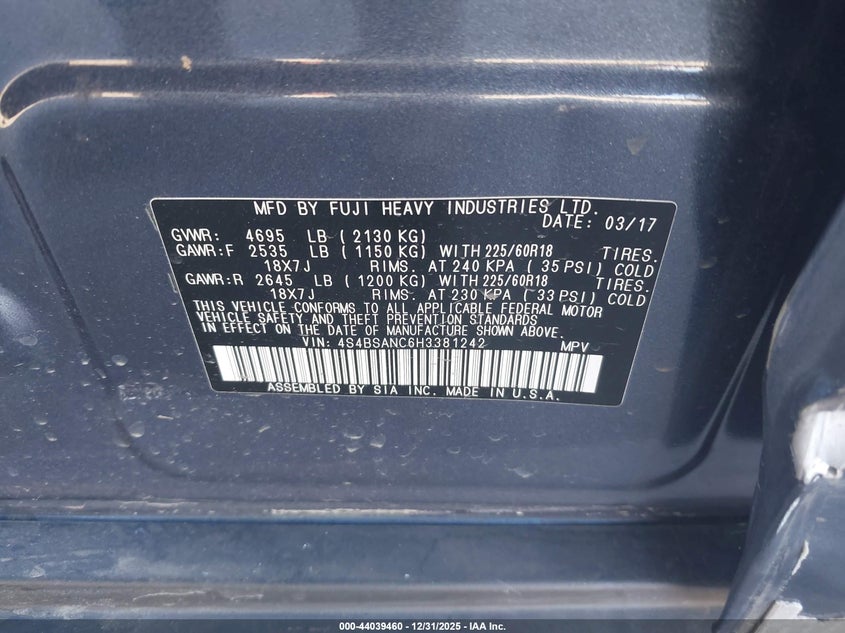 MFD BY FUJI HEAVY INDUSTRIES LTD.
DATE: 03/17
GVWR: 4695 LB ( 2130 KG)
GAWR:F 2535 LB ( 1150 KG) WITH 225/60R18 TIRES.
18X7J RIMS. AT 240 KPA ( 35 PSI) COLD
GAWR:R 2645 LB ( 1200 KG) WITH 225/60R18 TIRES.
18X7J RIMS. AT 230 KPA ( 33 PSI) COLD
THIS VEHICLE CONFORMS TO ALL APPLICABLE FEDERAL MOTOR
VEHICLE SAFETY AND THEFT PREVENTION STANDARDS
IN EFFECT ON THE DATE OF MANUFACTURE SHOWN ABOVE.
VIN: 4S4BSANC6H3381242 MPV
ASSEMBLED BY SIA INC. MADE IN U.S.A.
000-44039460 - 12/31/2025 - IAA Inc.